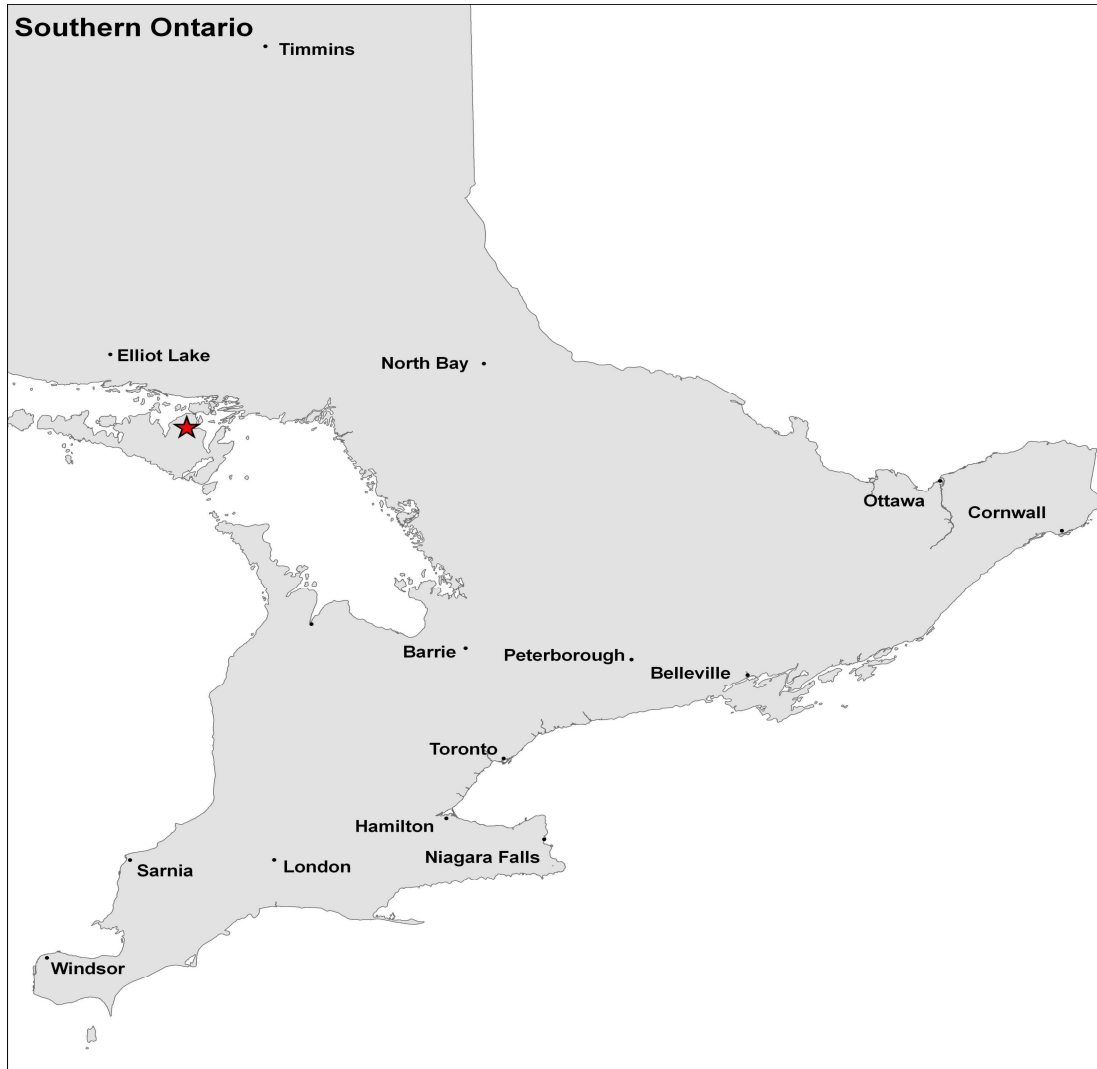 Southern Ontario
Timmins
Elliot Lake
North Bay
Ottawa
Cornwall
Barrie
Peterborough
Belleville
Toronto
Hamilton
Niagara Falls
Sarnia
London
Windsor